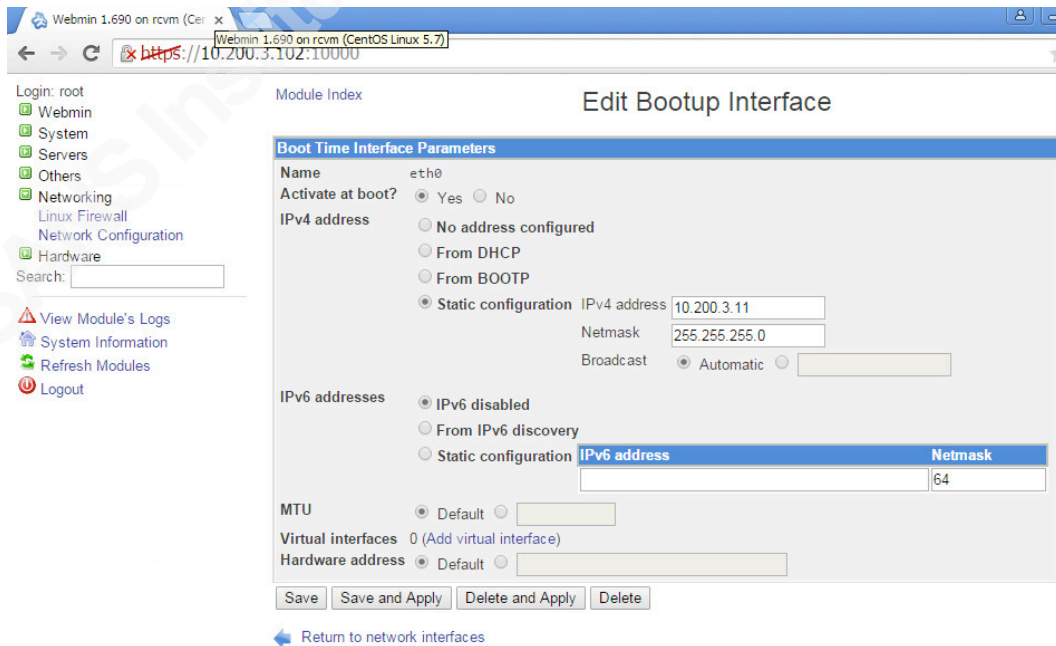 Webmin 1.690 on rcvm (Cer
Webmin 1.690 on rcvm (CentOS Linux 5.7)
https://10.200.3.102:10000
Login: root
Webmin
System
Servers
Others
Networking
Linux Firewall
Network Configuration
Hardware
Search:
View Module's Logs
System Information
Refresh Modules
Logout
Module Index
Edit Bootup Interface
Boot Time Interface Parameters
Name eth0
Activate at boot? Yes No
IPv4 address
No address configured
From DHCP
From BOOTP
Static configuration IPv4 address 10.200.3.11
Netmask 255.255.255.0
Broadcast Automatic
IPv6 addresses
IPv6 disabled
From IPv6 discovery
Static configuration IPv6 address Netmask
64
MTU Default
Virtual interfaces 0 (Add virtual interface)
Hardware address Default
Save Save and Apply Delete and Apply Delete
Return to network interfaces